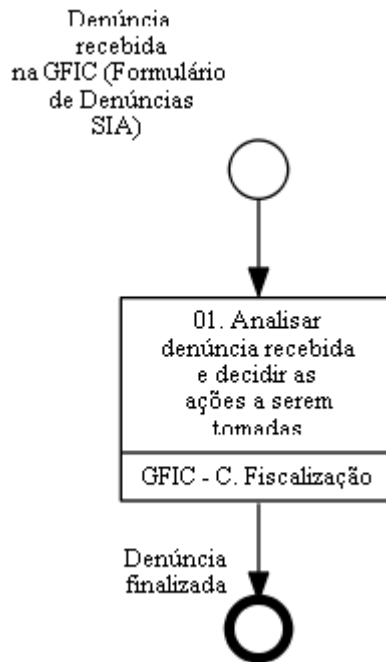 Denúncia
recebida
na GFIC (Formulário
de Denúncias
SIA)
01. Analisar
denúncia recebida
e decidir as
ações a serem
tomadas
GFIC - C. Fiscalização
Denúncia
finalizada